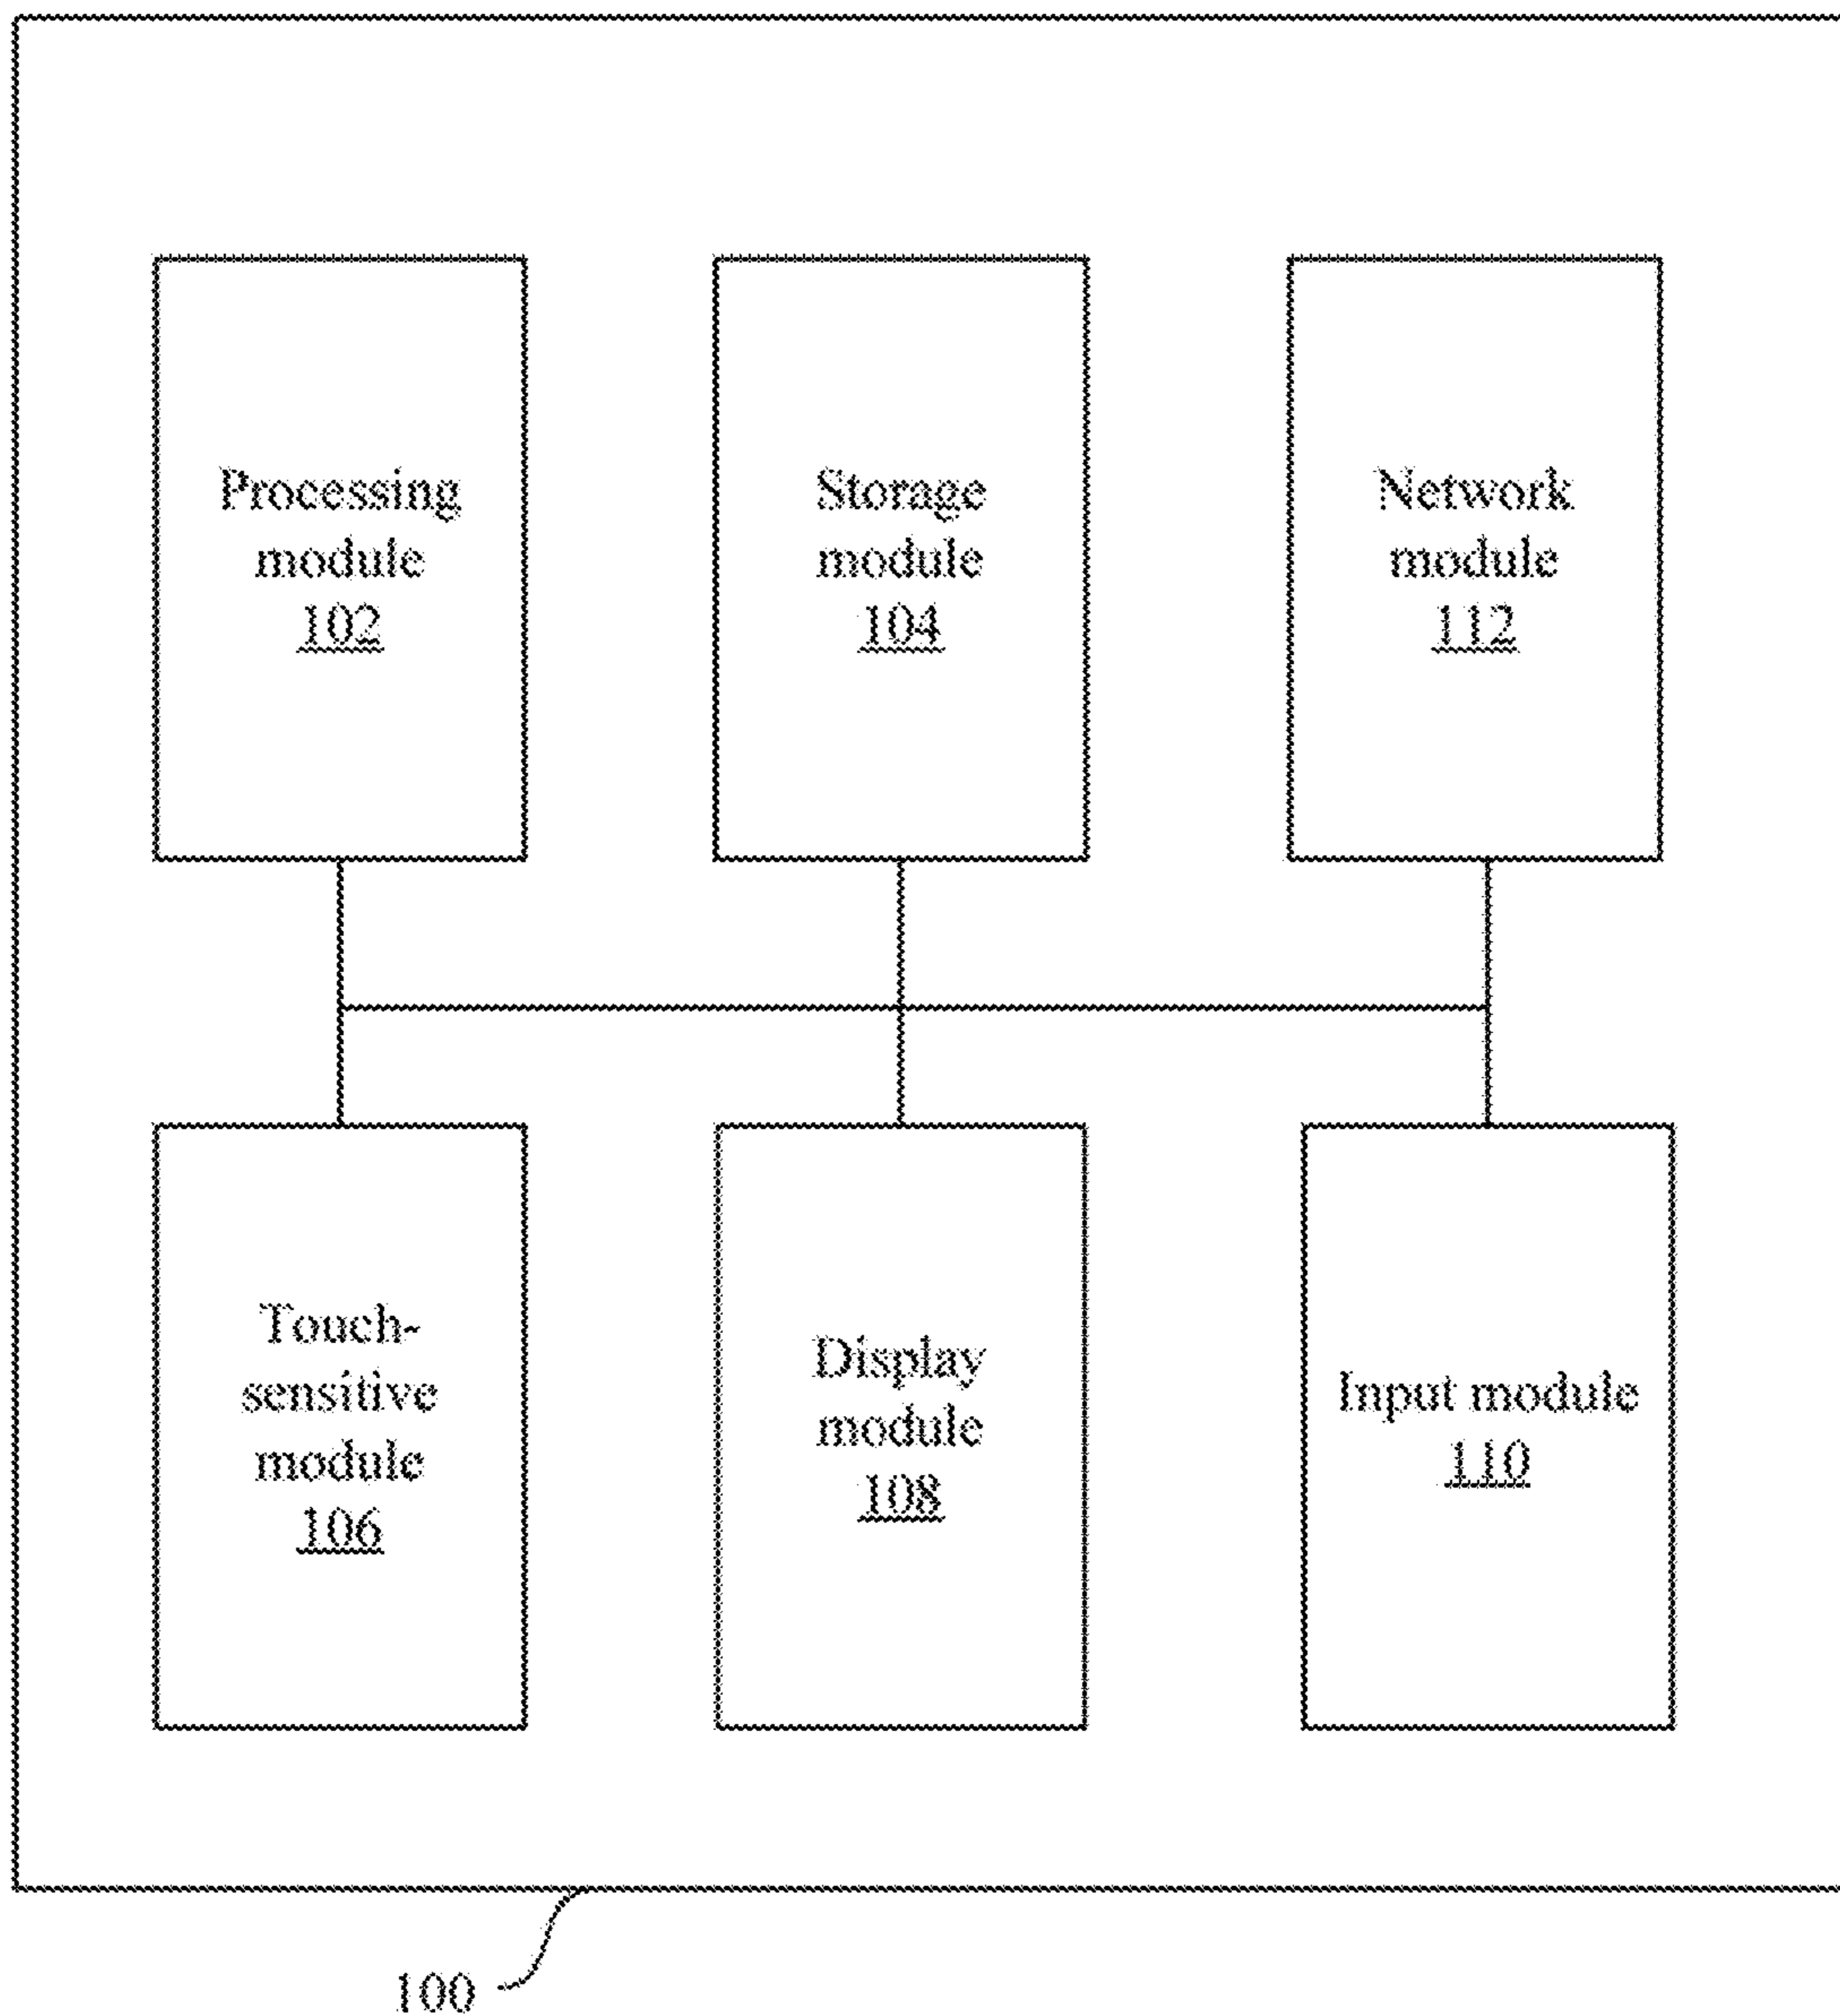 Processing
module
102
Storage
module
104
Network
module
112
Touch-
sensitive
module
106
Display
module
108
Input module
110
100